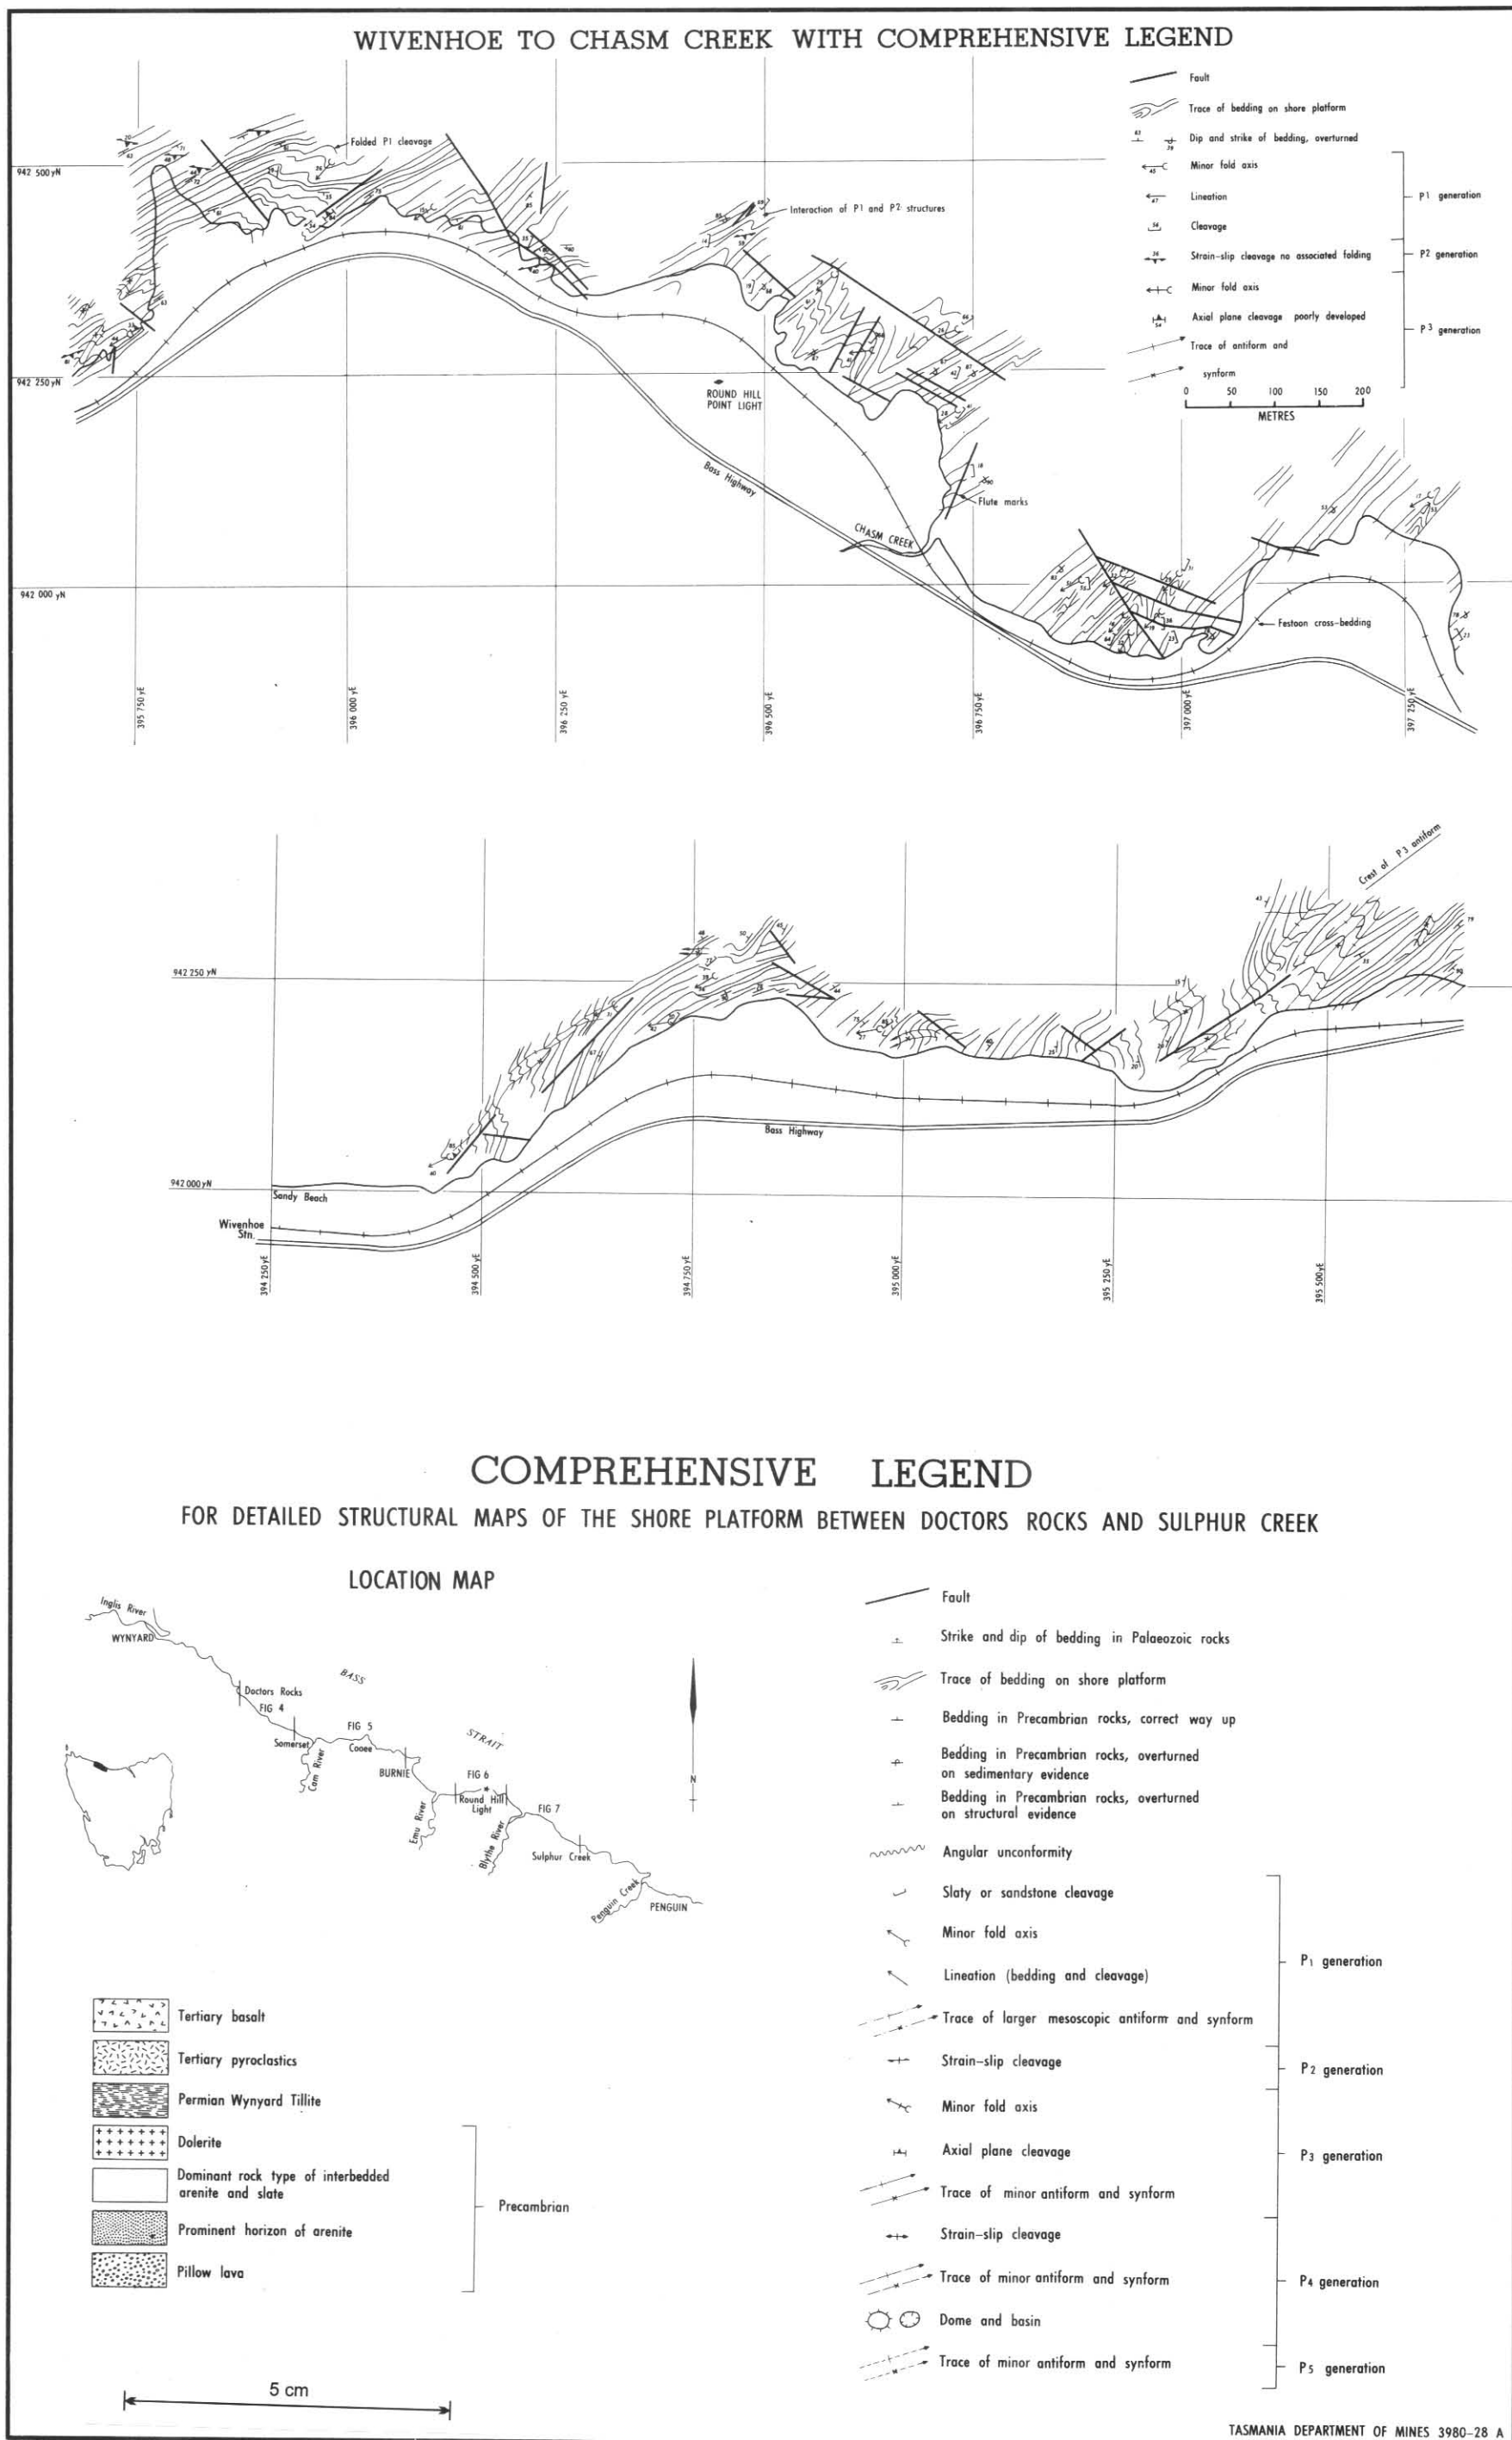 WIVENHOE TO CHASM CREEK WITH COMPREHENSIVE LEGEND
Fault
Trace of bedding on shore platform
Dip and strike of bedding, overturned
Minor fold axis
Lineation
P1 generation
Cleavage
Strain-slip cleavage no associated folding
P2 generation
Minor fold axis
Axial plane cleavage poorly developed
P3 generation
Trace of antiform and
synform
0 50 100 150 200
METRES
Folded P1 cleavage
942 500 yN
Interaction of P1 and P2 structures
942 250 yN
ROUND HILL
POINT LIGHT
Bass Highway
Flute marks
CHASM CREEK
942 000 yN
Festoon cross-bedding
395 750 yE
396 000 yE
396 250 yE
396 500 yE
396 750 yE
397 000 yE
397 250 yE
Crest of P3 antiform
942 250 yN
Bass Highway
942 000 yN
Sandy Beach
Wivenhoe
Stn.
394 250 yE
394 500 yE
394 750 yE
395 000 yE
395 250 yE
395 500 yE
COMPREHENSIVE LEGEND
FOR DETAILED STRUCTURAL MAPS OF THE SHORE PLATFORM BETWEEN DOCTORS ROCKS AND SULPHUR CREEK
LOCATION MAP
Inglis River
WYNYARD
BASS
Doctors Rocks
FIG 4
FIG 5
STRAIT
Somerset
Cooee
Cam River
BURNIE
FIG 6
Round Hill
Light
N
FIG 7
Emu River
Blythe River
Sulphur Creek
Penguin Creek
PENGUIN
Fault
Strike and dip of bedding in Palaeozoic rocks
Trace of bedding on shore platform
Bedding in Precambrian rocks, correct way up
Bedding in Precambrian rocks, overturned
on sedimentary evidence
Bedding in Precambrian rocks, overturned
on structural evidence
Angular unconformity
Slaty or sandstone cleavage
Minor fold axis
P1 generation
Lineation (bedding and cleavage)
Trace of larger mesoscopic antiform and synform
Strain-slip cleavage
P2 generation
Minor fold axis
Axial plane cleavage
P3 generation
Trace of minor antiform and synform
Strain-slip cleavage
Trace of minor antiform and synform
P4 generation
Dome and basin
Trace of minor antiform and synform
P5 generation
Tertiary basalt
Tertiary pyroclastics
Permian Wynyard Tillite
Dolerite
Dominant rock type of interbedded
arenite and slate
Precambrian
Prominent horizon of arenite
Pillow lava
5 cm
TASMANIA DEPARTMENT OF MINES 3980-28 A